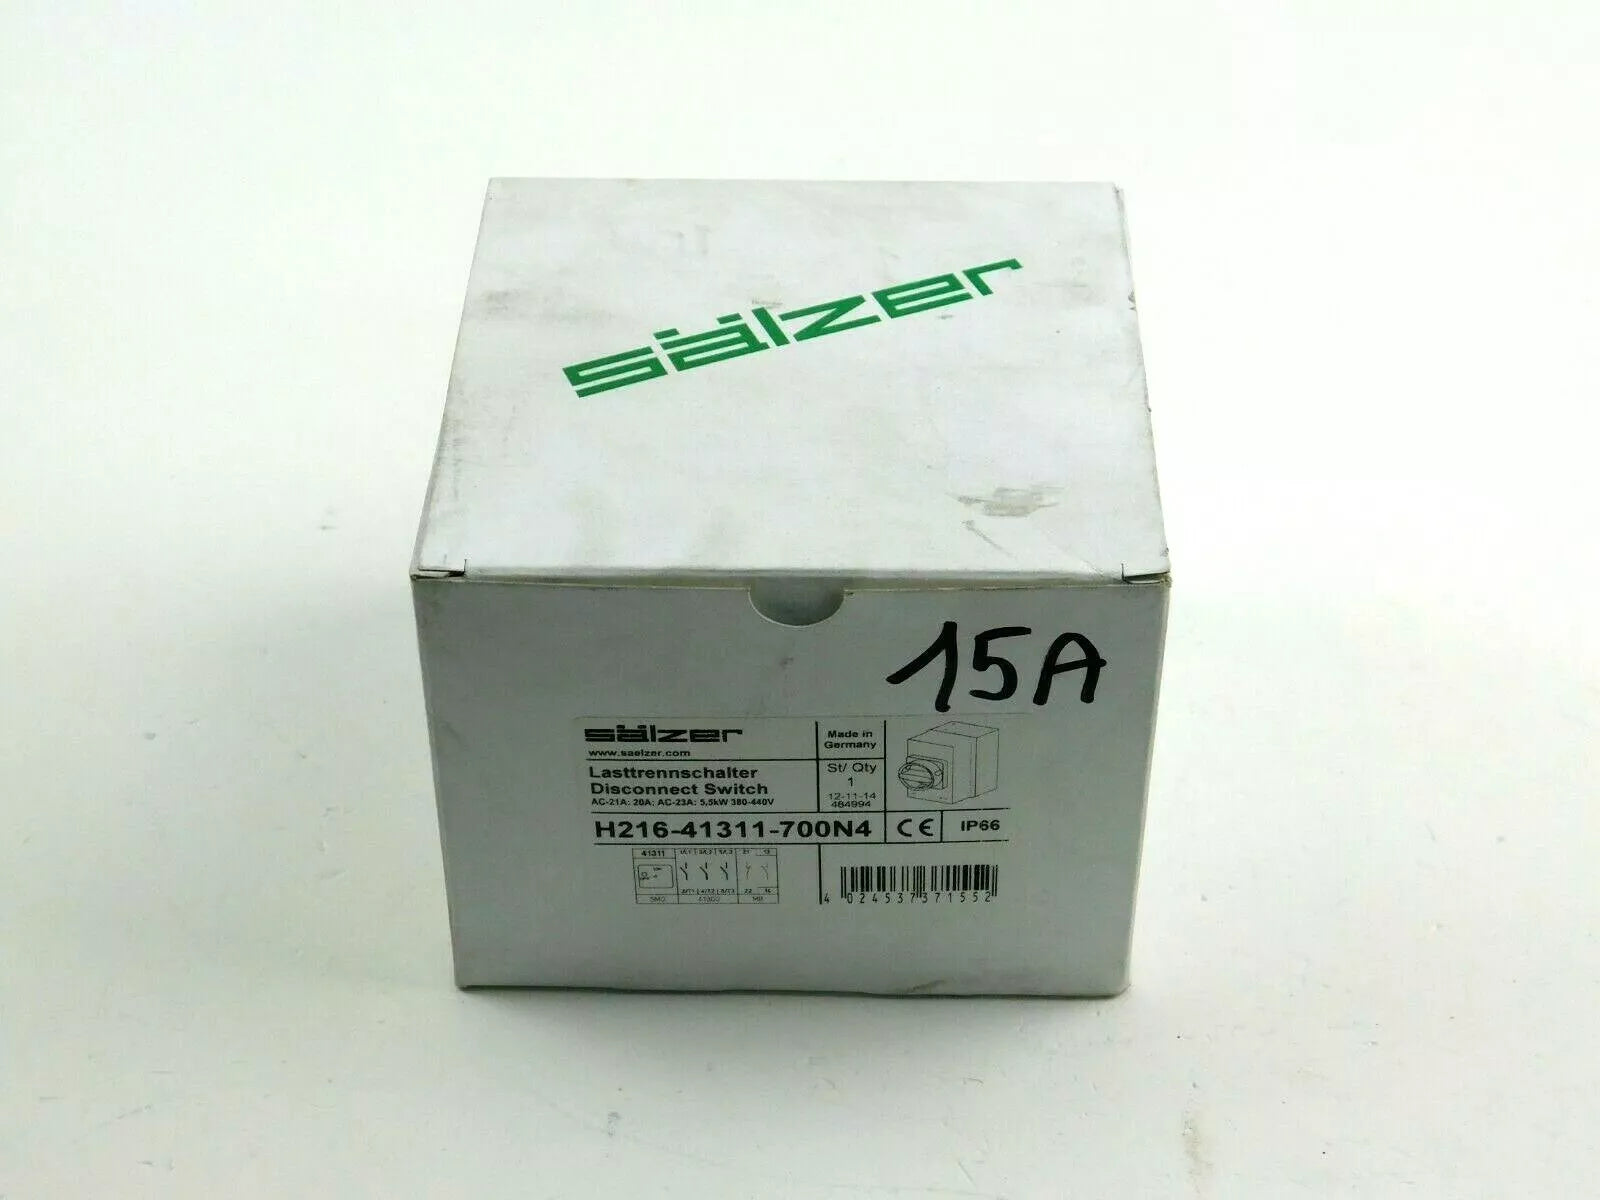 sälzer
15A
sälzer
www.saelzer.com
Made in
Germany
Lasttrennschalter
Disconnect Switch
AC-21A: 20A; AC-23A: 5,5kW 380-440V
St/ Qty
1
12-11-14
484994
H216-41311-700N4
CE
IP66
41311
4 024537 371552